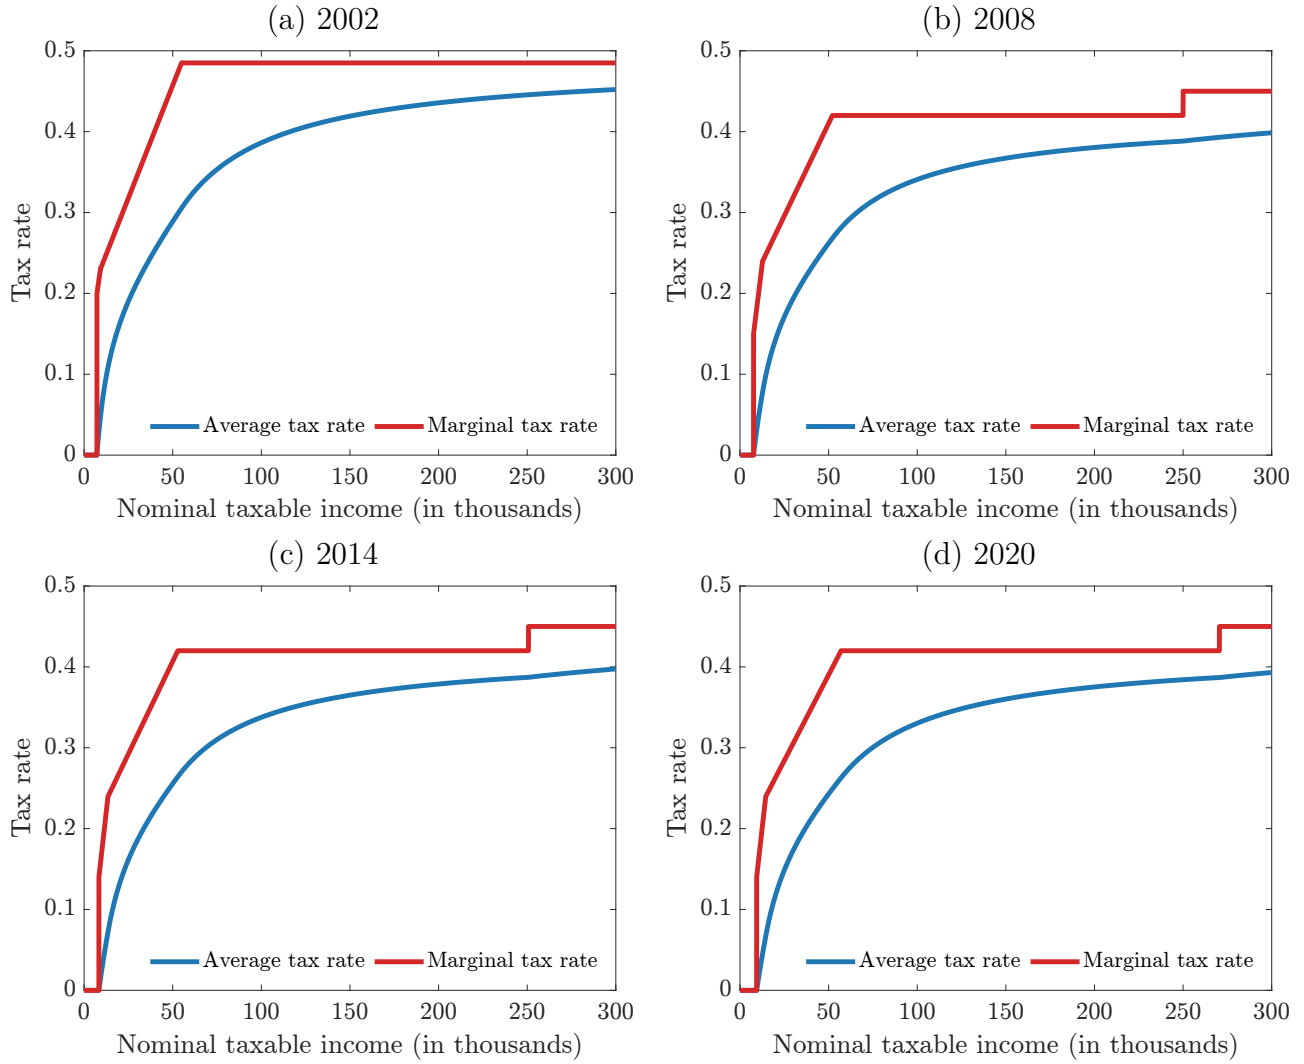 (a) 2002
0.5
0.4
0.3
0.2
0.1
0
Tax rate
Average tax rate
Marginal tax rate
0 50 100 150 200 250 300
Nominal taxable income (in thousands)
(b) 2008
0.5
0.4
0.3
0.2
0.1
0
Tax rate
Average tax rate
Marginal tax rate
0 50 100 150 200 250 300
Nominal taxable income (in thousands)
(c) 2014
0.5
0.4
0.3
0.2
0.1
0
Tax rate
Average tax rate
Marginal tax rate
0 50 100 150 200 250 300
Nominal taxable income (in thousands)
(d) 2020
0.5
0.4
0.3
0.2
0.1
0
Tax rate
Average tax rate
Marginal tax rate
0 50 100 150 200 250 300
Nominal taxable income (in thousands)